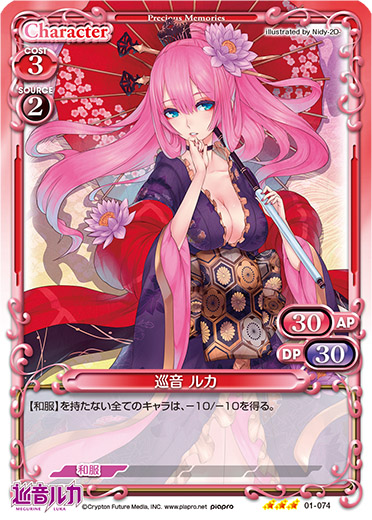 Precious Memories
Character
illustrated by Nidy-2D-
COST
3
SOURCE
2
30 AP
DP 30
巡音 ルカ
【和服】を持たない全てのキャラは、−10/−10を得る。
和服
巡音ルカ
MEGURINE LUKA
©Crypton Future Media, INC. www.piapro.net piapro
01-074